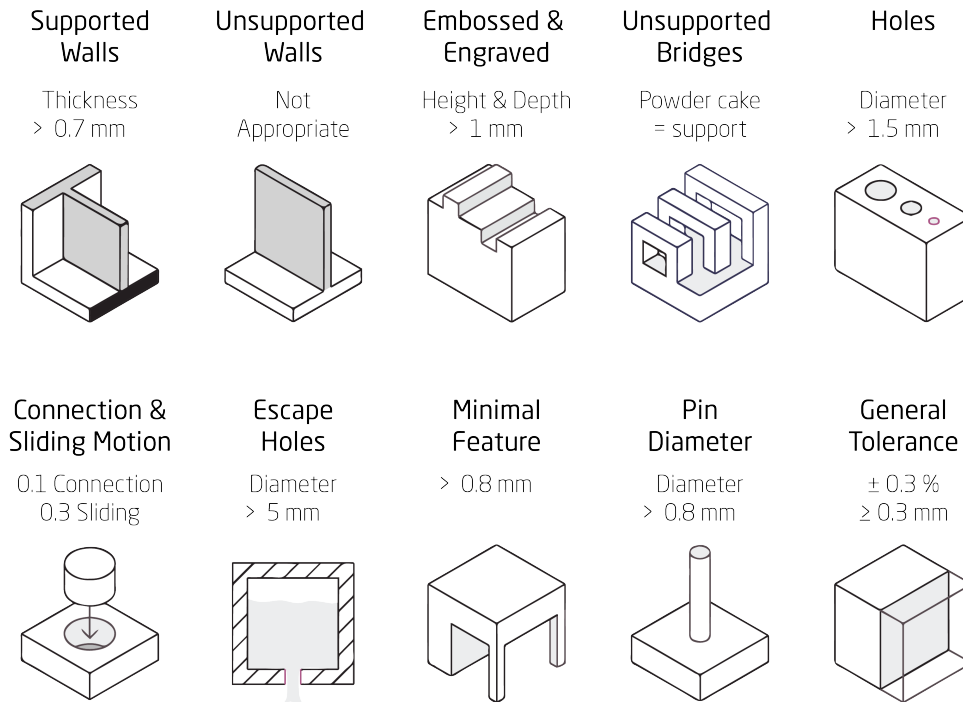 Supported
Walls
Thickness
> 0.7 mm
Unsupported
Walls
Not
Appropriate
Embossed &
Engraved
Height & Depth
> 1 mm
Unsupported
Bridges
Powder cake
= support
Holes
Diameter
> 1.5 mm
Connection &
Sliding Motion
0.1 Connection
0.3 Sliding
Escape
Holes
Diameter
> 5 mm
Minimal
Feature
> 0.8 mm
Pin
Diameter
Diameter
> 0.8 mm
General
Tolerance
± 0.3 %
≥ 0.3 mm